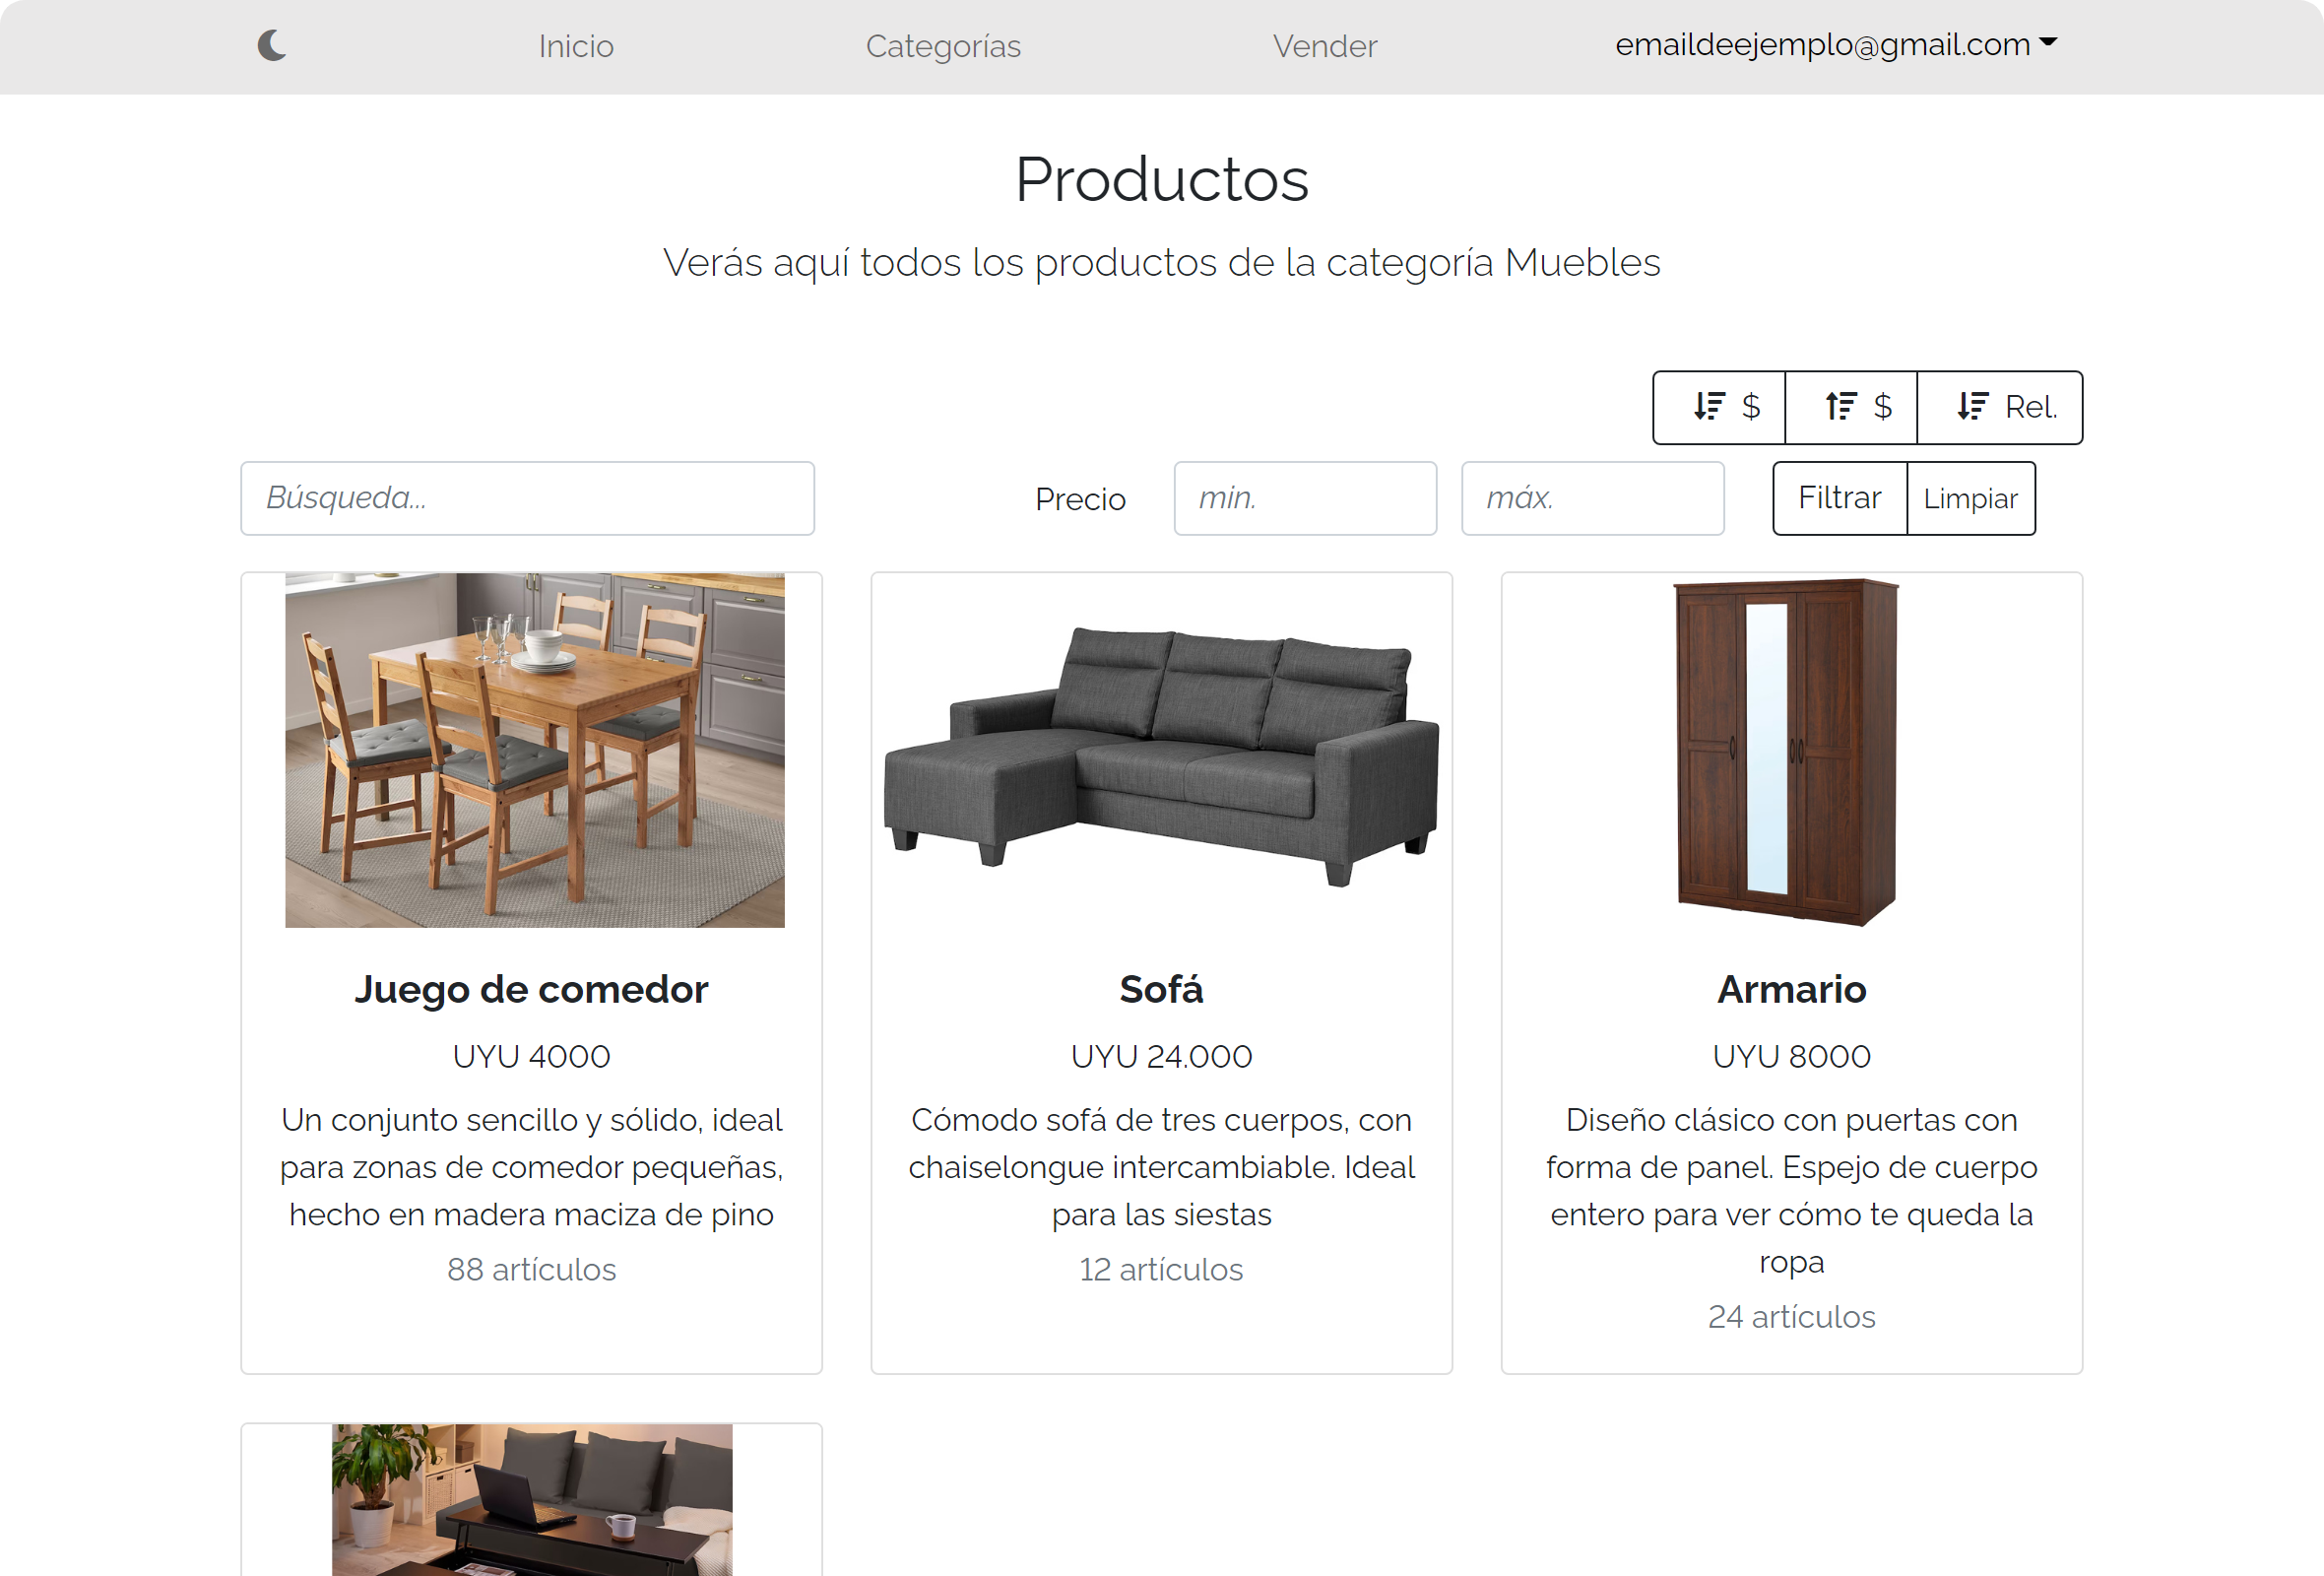 Inicio Categorías Vender emaildeejemplo@gmail.com
Productos
Verás aquí todos los productos de la categoría Muebles
$ $ Rel.
Búsqueda... Precio min. máx. Filtrar Limpiar
Juego de comedor
UYU 4000
Un conjunto sencillo y sólido, ideal
para zonas de comedor pequeñas,
hecho en madera maciza de pino
88 artículos
Sofá
UYU 24.000
Cómodo sofá de tres cuerpos, con
chaiselongue intercambiable. Ideal
para las siestas
12 artículos
Armario
UYU 8000
Diseño clásico con puertas con
forma de panel. Espejo de cuerpo
entero para ver cómo te queda la
ropa
24 artículos